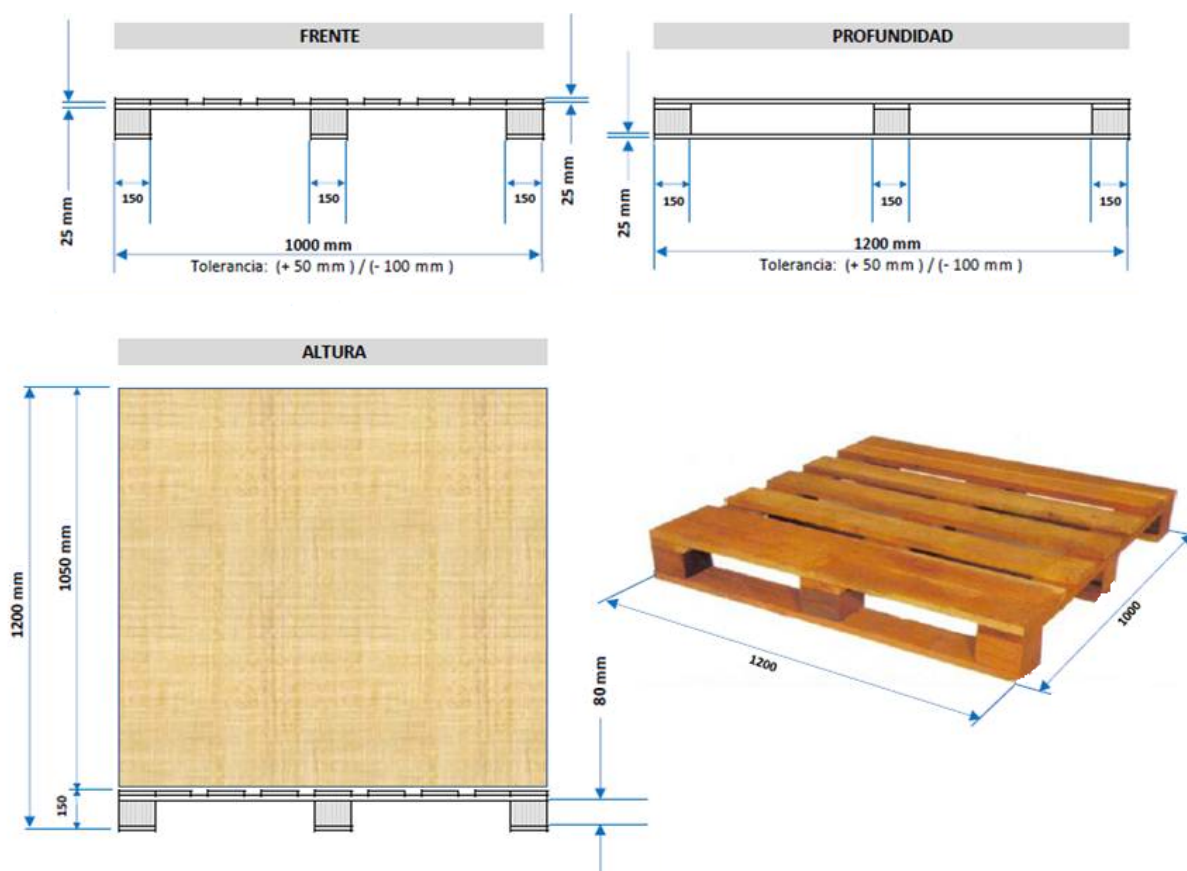 FRENTE
25 mm
25 mm
150
150
150
1000 mm
Tolerancia: (+ 50 mm ) / (- 100 mm )
PROFUNDIDAD
25 mm
150
150
150
1200 mm
Tolerancia: (+ 50 mm ) / (- 100 mm )
ALTURA
1200 mm
1050 mm
150
80 mm
1200
1000